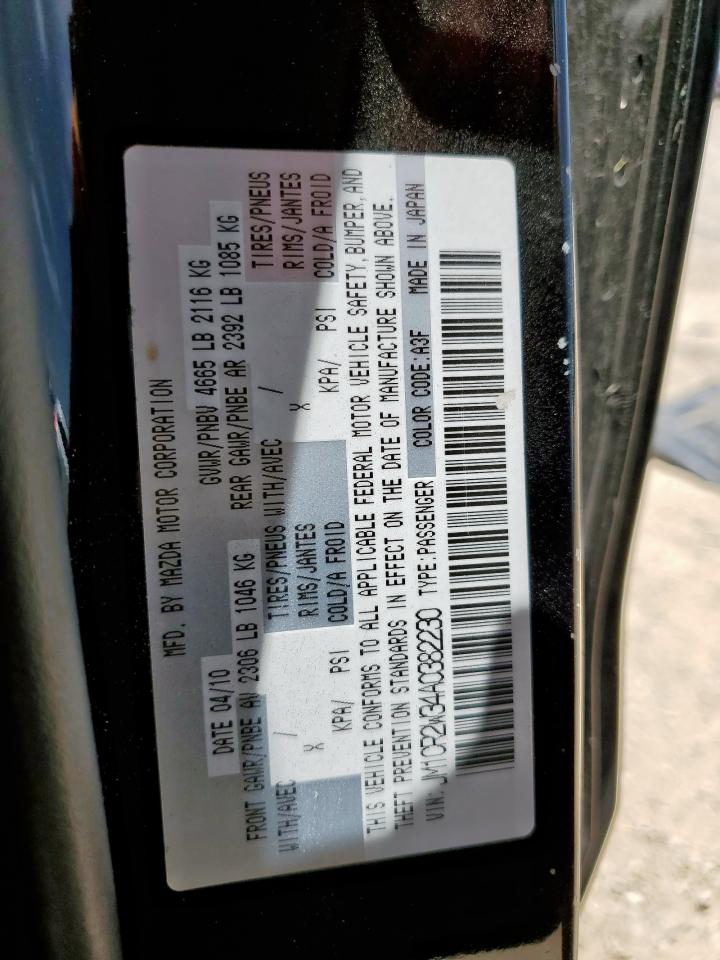 MFD. BY MAZDA MOTOR CORPORATION
DATE 04/10 GVWR/PNBV 4665 LB 2116 KG
FRONT GAWR/PNBE AV 2306 LB 1046 KG REAR GAWR/PNBE AR 2392 LB 1085 KG
WITH/AVEC / TIRES/PNEUS WITH/AVEC / TIRES/PNEUS
X RIMS/JANTES X RIMS/JANTES
KPA/ PSI COLD/A FROID KPA/ PSI COLD/A FROID
THIS VEHICLE CONFORMS TO ALL APPLICABLE FEDERAL MOTOR VEHICLE SAFETY, BUMPER, AND
THEFT PREVENTION STANDARDS IN EFFECT ON THE DATE OF MANUFACTURE SHOWN ABOVE.
VIN: JM1CR2W34A0382230 TYPE:PASSENGER COLOR CODE:A3F MADE IN JAPAN